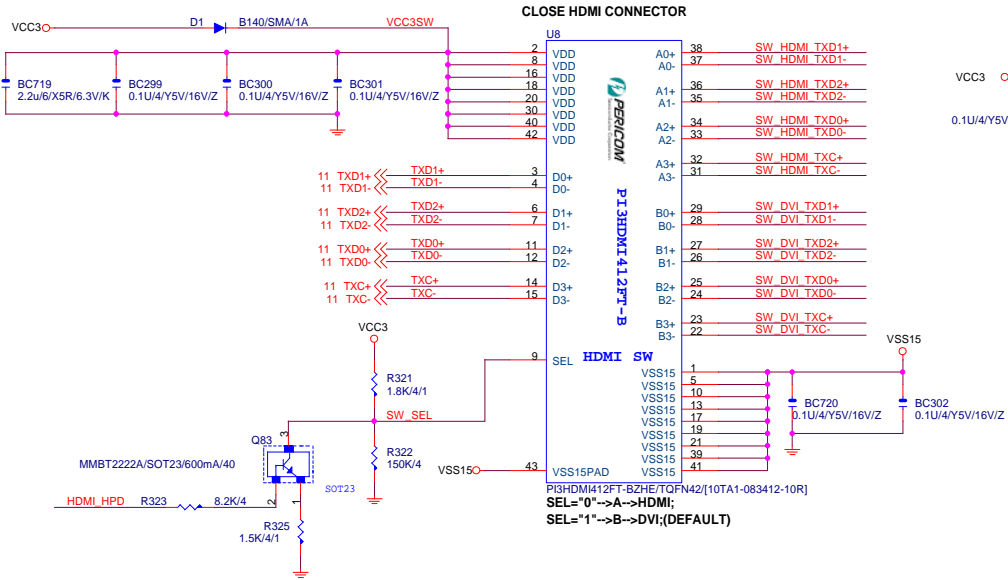 CLOSE HDMI CONNECTOR
VCC3
D1
B140/SMA/1A
VCC3SW
U8
BC719
2.2u/6/X5R/6.3V/K
BC299
0.1U/4/Y5V/16V/Z
BC300
0.1U/4/Y5V/16V/Z
BC301
0.1U/4/Y5V/16V/Z
2 VDD
8 VDD
16 VDD
18 VDD
20 VDD
30 VDD
40 VDD
42 VDD
PERICOM
PI3HDMI412FT-B
HDMI SW
A0+ 38 SW_HDMI_TXD1+
A0- 37 SW_HDMI_TXD1-
A1+ 36 SW_HDMI_TXD2+
A1- 35 SW_HDMI_TXD2-
A2+ 34 SW_HDMI_TXD0+
A2- 33 SW_HDMI_TXD0-
A3+ 32 SW_HDMI_TXC+
A3- 31 SW_HDMI_TXC-
VCC3
0.1U/4/Y5V
11 TXD1+ TXD1+ 3 D0+
11 TXD1- TXD1- 4 D0-
11 TXD2+ TXD2+ 6 D1+
11 TXD2- TXD2- 7 D1-
11 TXD0+ TXD0+ 11 D2+
11 TXD0- TXD0- 12 D2-
11 TXC+ TXC+ 14 D3+
11 TXC- TXC- 15 D3-
B0+ 29 SW_DVI_TXD1+
B0- 28 SW_DVI_TXD1-
B1+ 27 SW_DVI_TXD2+
B1- 26 SW_DVI_TXD2-
B2+ 25 SW_DVI_TXD0+
B2- 24 SW_DVI_TXD0-
B3+ 23 SW_DVI_TXC+
B3- 22 SW_DVI_TXC-
VCC3
R321
1.8K/4/1
9 SEL
SW_SEL
R322
150K/4
Q83
3
MMBT2222A/SOT23/600mA/40
SOT23
2
1
HDMI_HPD
R323
8.2K/4
R325
1.5K/4/1
VSS15
43 VSS15PAD
VSS15 1
VSS15 5
VSS15 10
VSS15 13
VSS15 17
VSS15 19
VSS15 21
VSS15 39
VSS15 41
VSS15
BC720
0.1U/4/Y5V/16V/Z
BC302
0.1U/4/Y5V/16V/Z
PI3HDMI412FT-BZHE/TQFN42/[10TA1-083412-10R]
SEL="0"-->A-->HDMI;
SEL="1"-->B-->DVI;(DEFAULT)